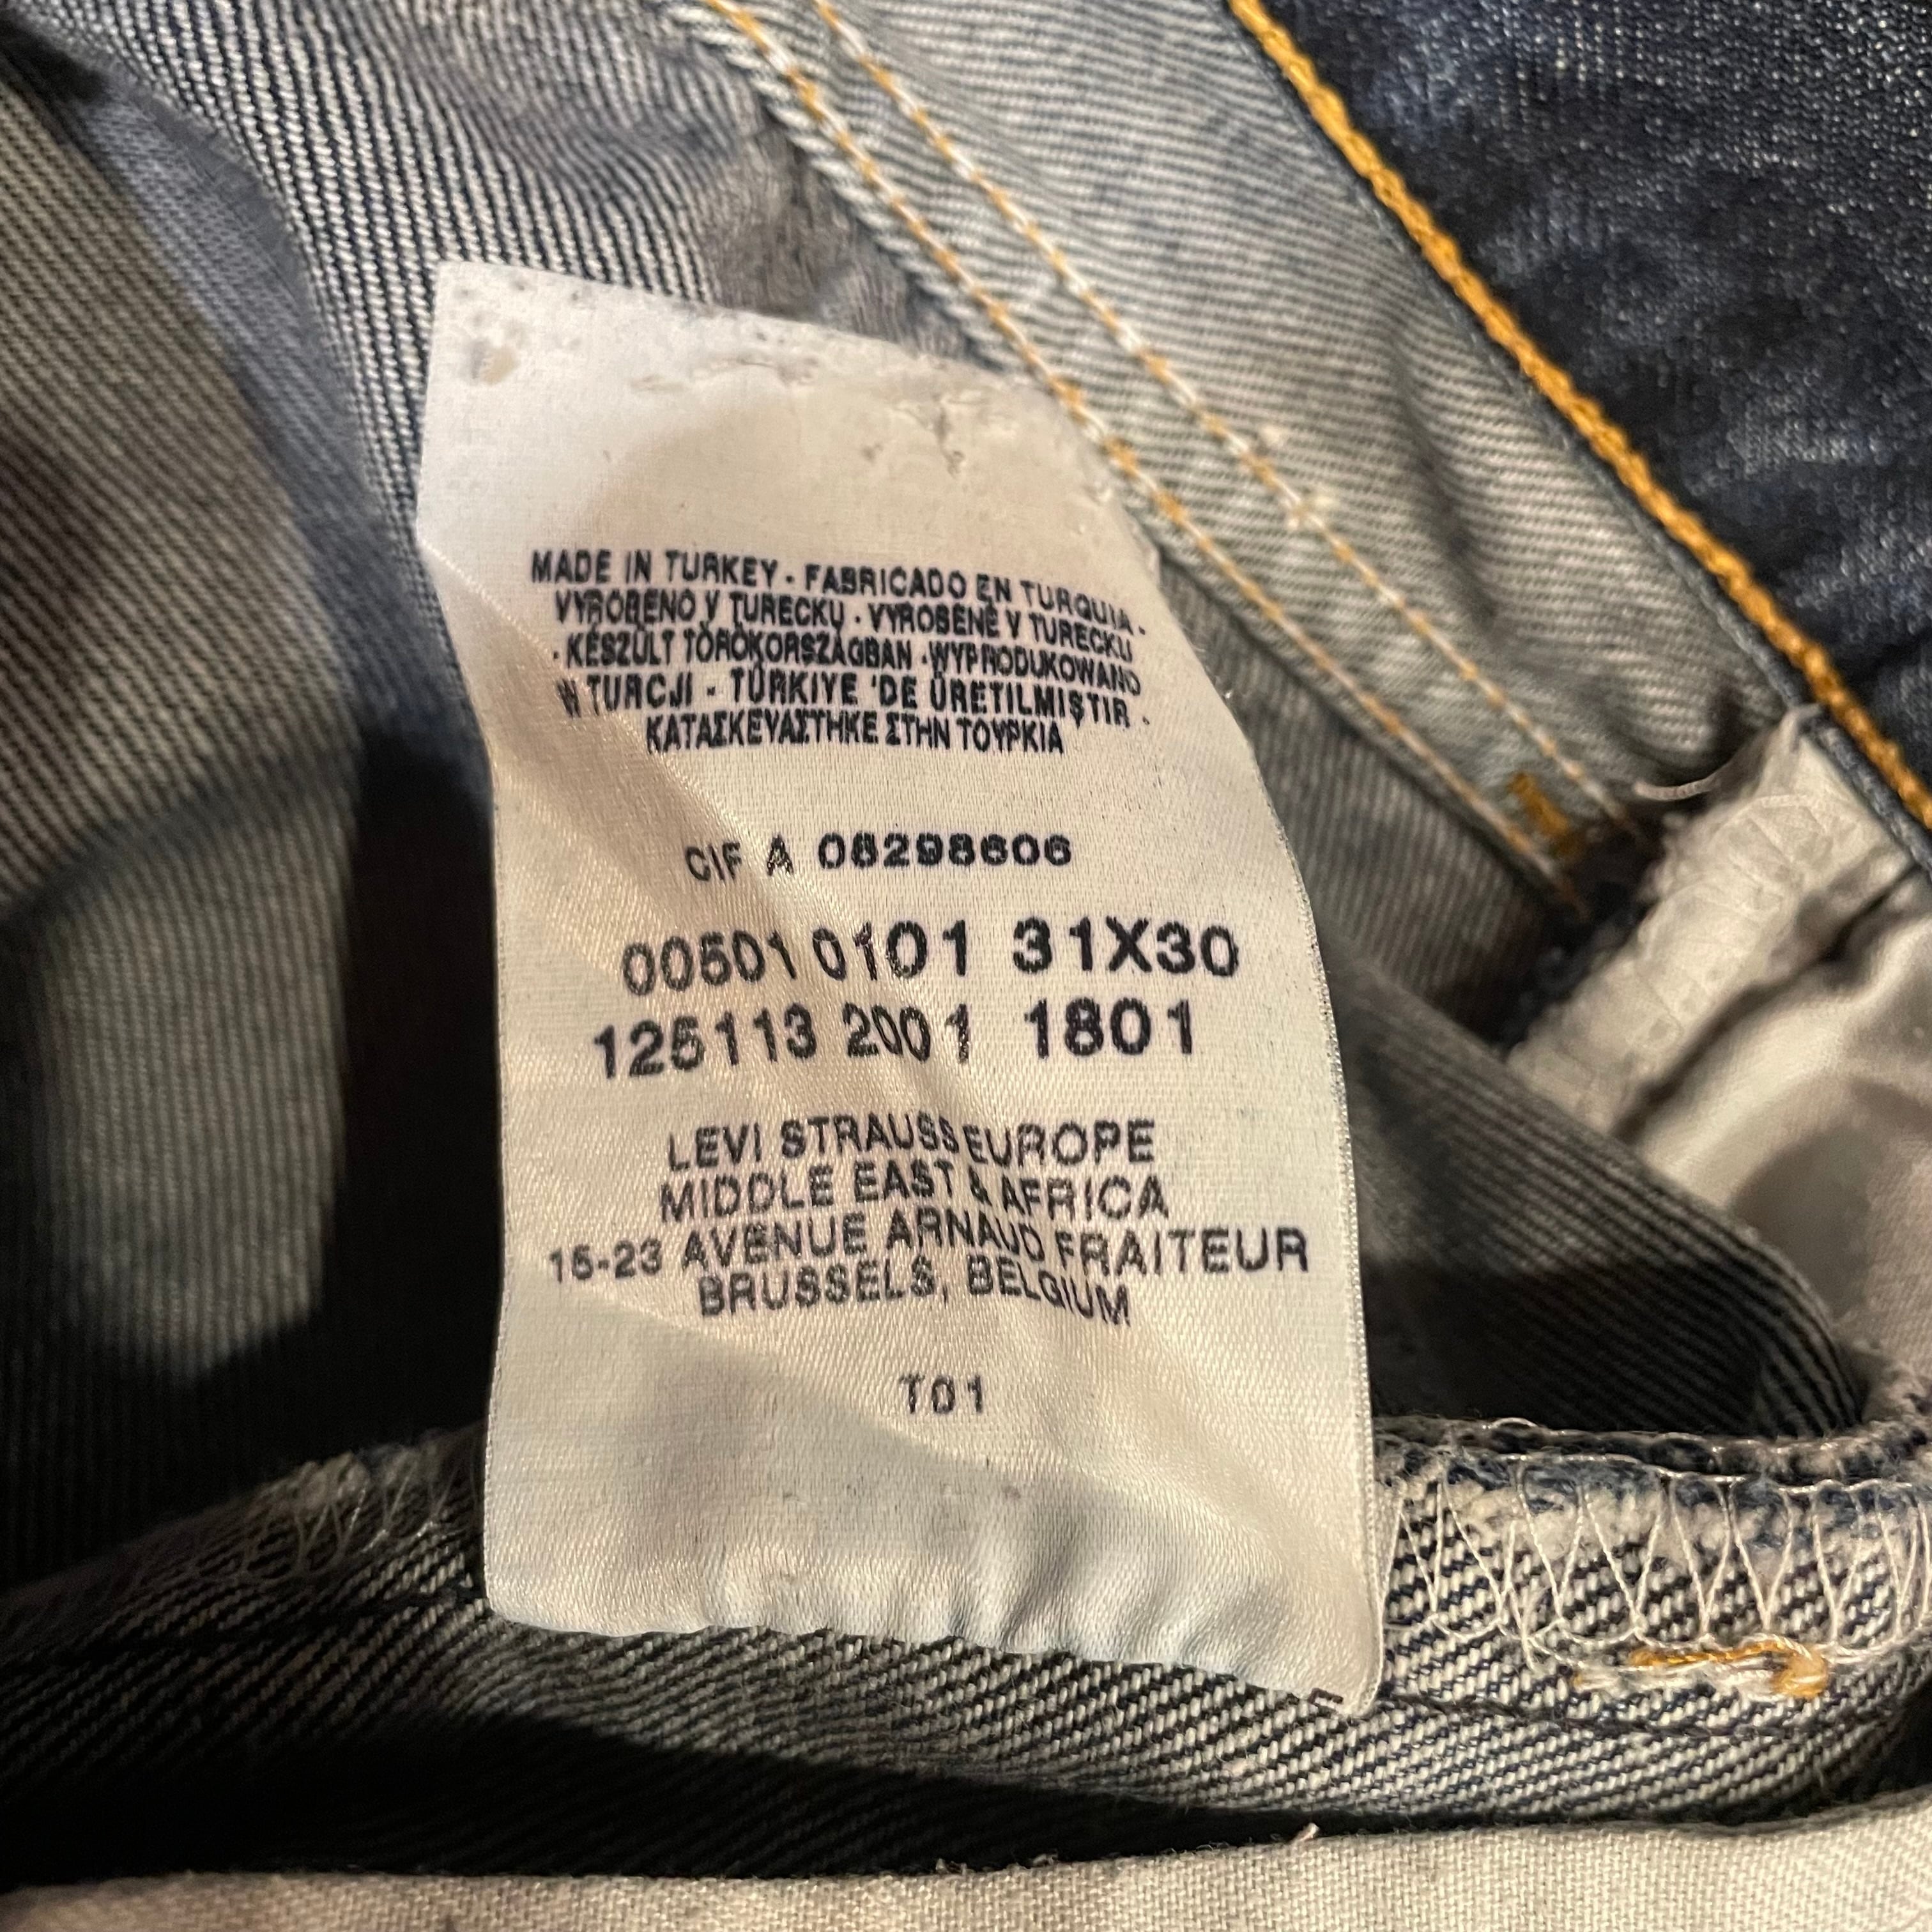 MADE IN TURKEY - FABRICADO EN TURQUIA -
VYROBENO V TURECKU - VYROBENÉ V TURECKU
- KÉSZÜLT TÖRÖKORSZÁGBAN - WYPRODUKOWANO
W TURCJI - TÜRKIYE 'DE ÜRETILMIŞTIR -
ΚΑΤΑΣΚΕΥΑΣΤΗΚΕ ΣΤΗΝ ΤΟΥΡΚΙΑ
CIF A 08298606
00501 0101 31X30
125113 2001 1801
LEVI STRAUSS EUROPE
MIDDLE EAST & AFRICA
15-23 AVENUE ARNAUD FRAITEUR
BRUSSELS, BELGIUM
T01